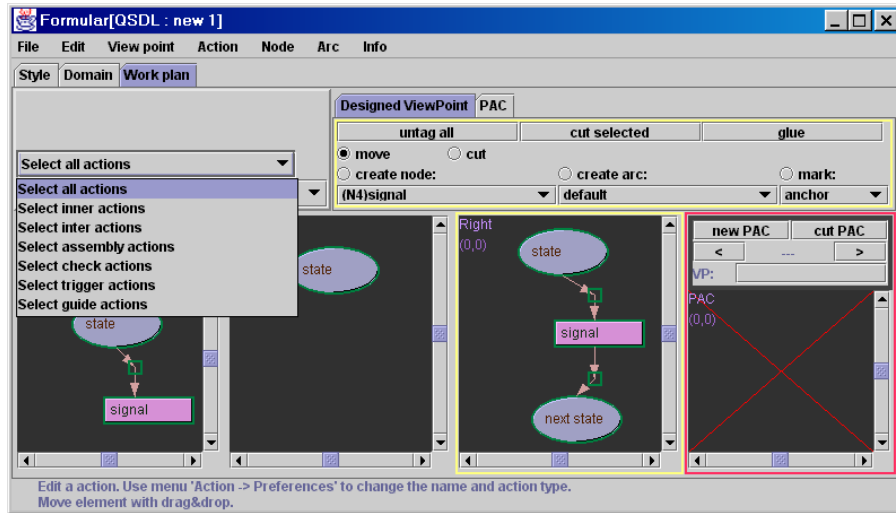 Formular[QSDL : new 1]
File Edit View point Action Node Arc Info
Style Domain Work plan
Designed ViewPoint PAC
untag all cut selected glue
move cut
create node: create arc: mark:
(N4)signal default anchor
Select all actions
Select all actions
Select inner actions
Select inter actions
Select assembly actions
Select check actions
Select trigger actions
Select guide actions
state
signal
state
Right
(0,0)
state
signal
next state
new PAC cut PAC
< --- >
VP:
PAC
(0,0)
Edit a action. Use menu 'Action -> Preferences' to change the name and action type.
Move element with drag&drop.